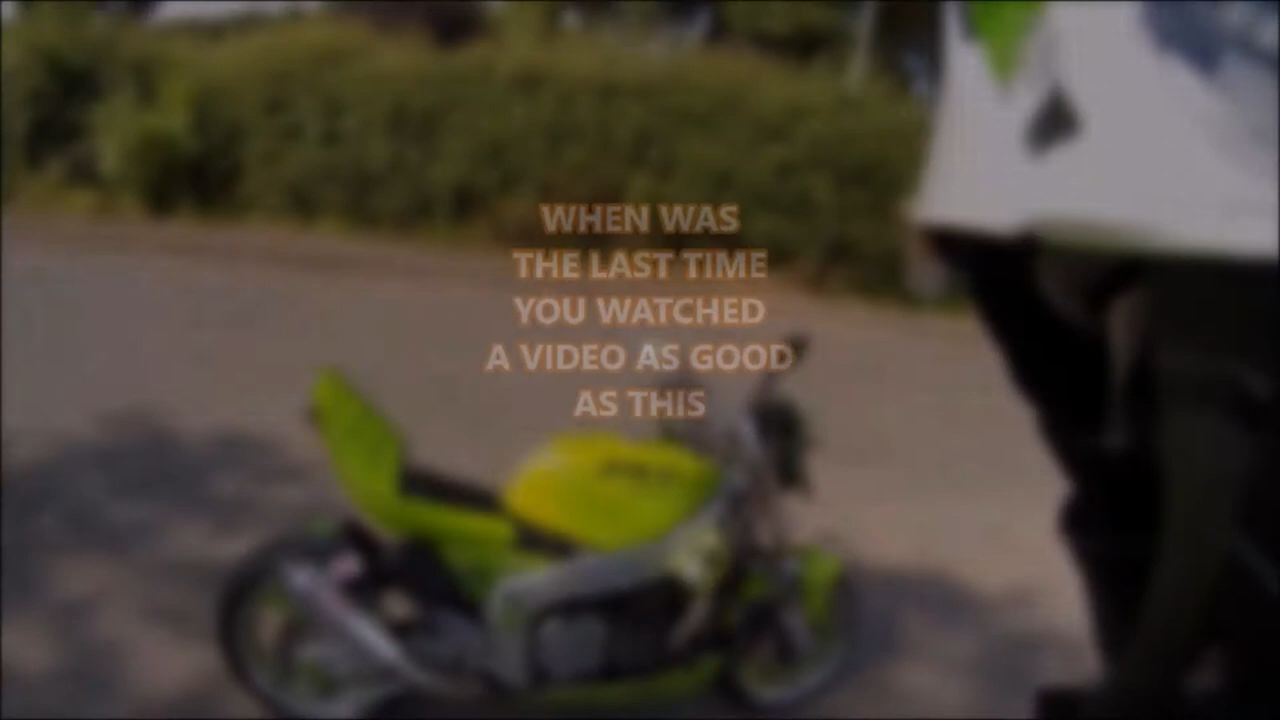 WHEN WAS
THE LAST TIME
YOU WATCHED
A VIDEO AS GOOD
AS THIS